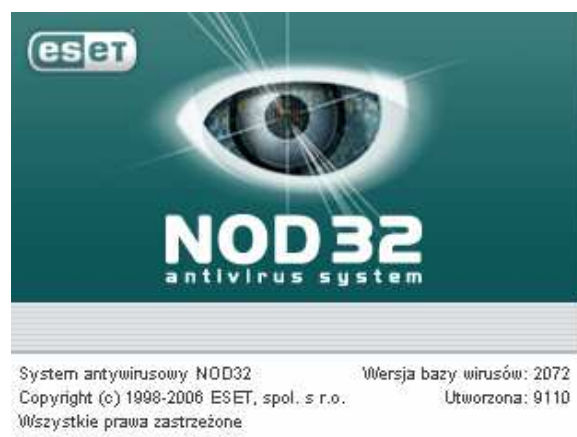 eseT
NOD32
antivirus system
System antywirusowy NOD32
Wersja bazy wirusów: 2072
Copyright (c) 1998-2006 ESET, spol. s r.o.
Utworzona: 9110
Wszystkie prawa zastrzeżone